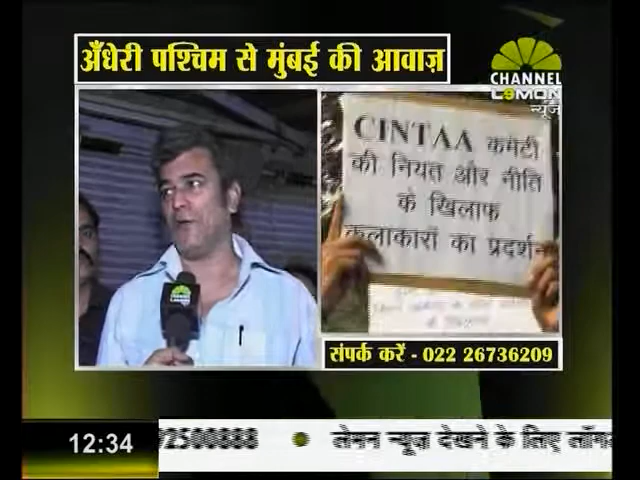 अँधेरी पश्चिम से मुंबई की आवाज़
CHANNEL
LEMON
न्यूज़
CINTAA कमेटी
की नियत और नीति
के खिलाफ
कलाकारों का प्रदर्शन
संपर्क करें - 022 26736209
12:34
2500888 लेमन न्यूज़ देखने के लिए लॉग